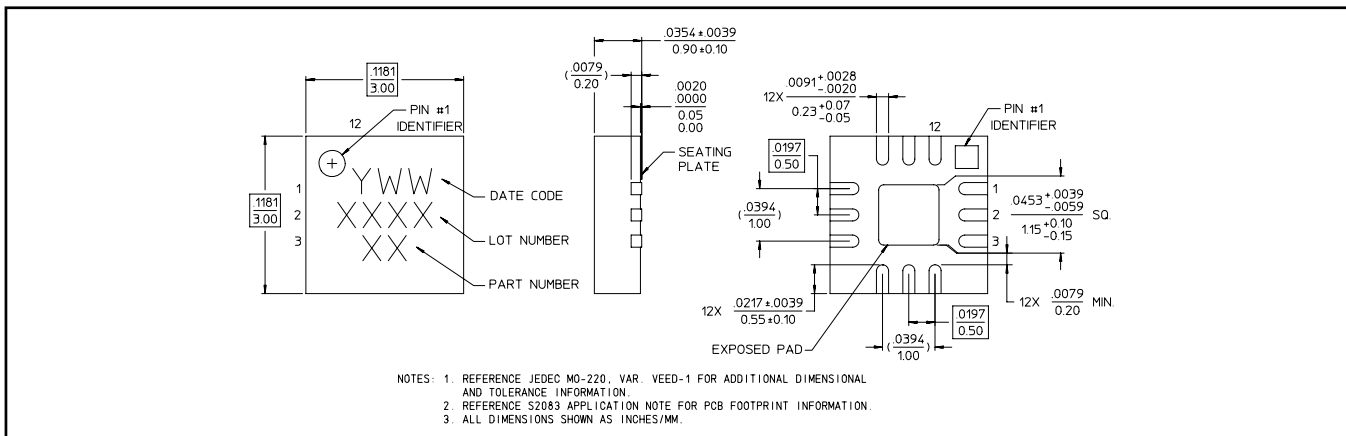 .1181
3.00
12
PIN #1
IDENTIFIER
.1181
3.00
1
2
3
YWW
XXXX
XX
DATE CODE
LOT NUMBER
PART NUMBER
.0354±.0039
0.90±0.10
(.0079
0.20)
.0020
.0000
0.05
0.00
SEATING
PLATE
12X .0091 +.0028
-.0020
0.23 +0.07
-0.05
12
PIN #1
IDENTIFIER
.0197
0.50
(.0394
1.00)
1
2
3
.0453 +.0039
-.0059
1.15 +0.10
-0.15
SQ.
12X .0217±.0039
0.55±0.10
12X .0079
0.20
MIN.
.0197
0.50
(.0394
1.00)
EXPOSED PAD
NOTES: 1. REFERENCE JEDEC MO-220, VAR. VEED-1 FOR ADDITIONAL DIMENSIONAL
AND TOLERANCE INFORMATION.
2. REFERENCE S2083 APPLICATION NOTE FOR PCB FOOTPRINT INFORMATION.
3. ALL DIMENSIONS SHOWN AS INCHES/MM.